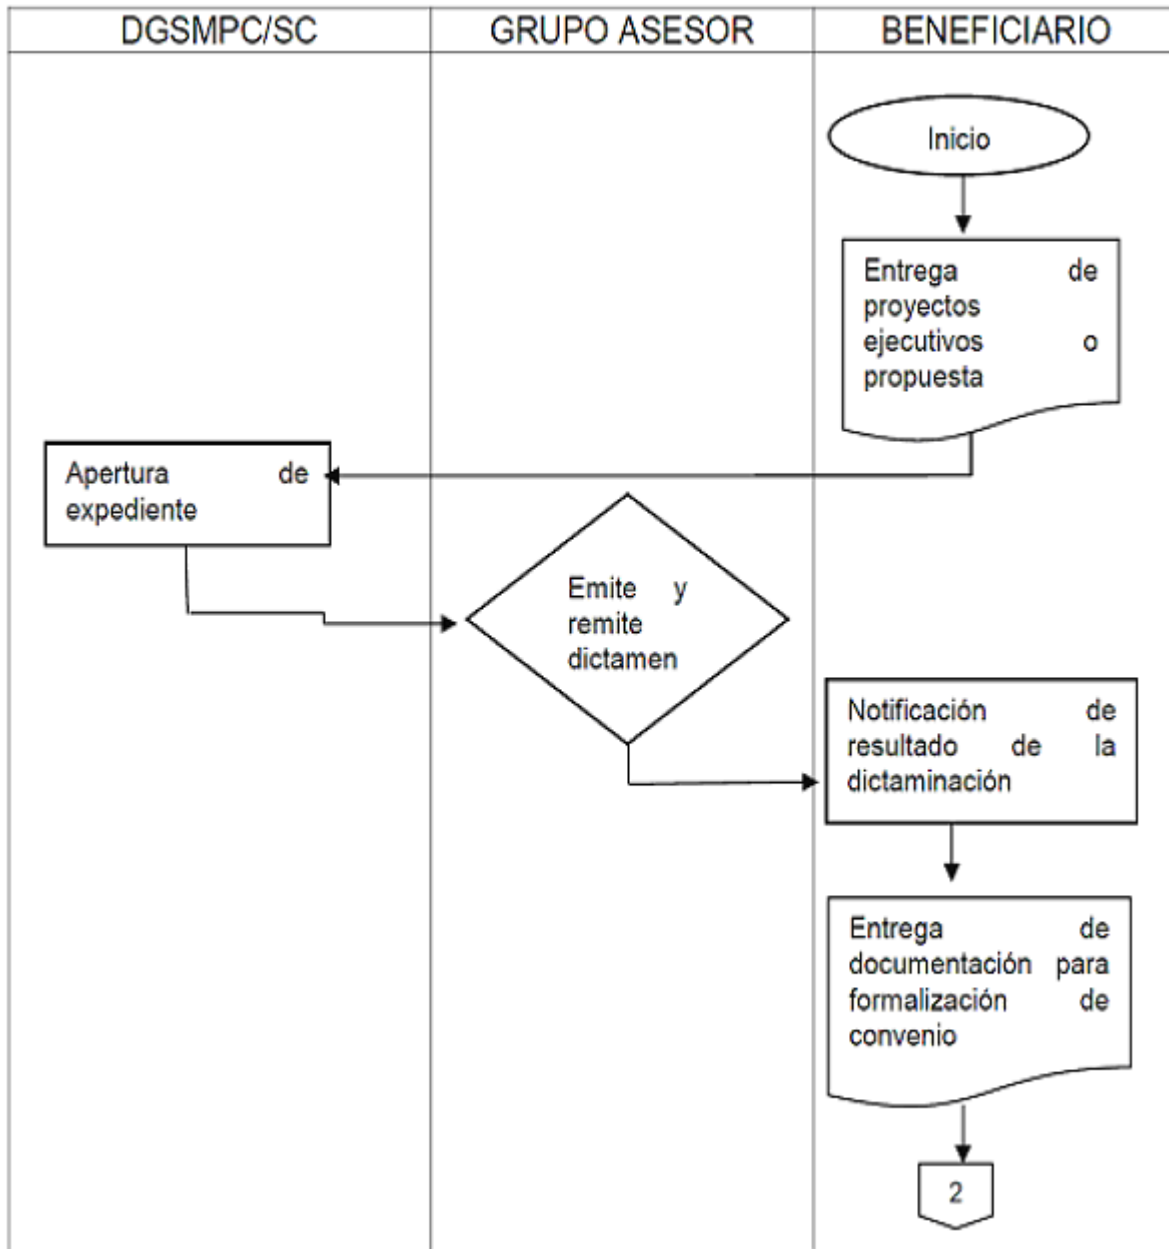 DGSMPC/SC
GRUPO ASESOR
BENEFICIARIO
Inicio
Entrega de
proyectos
ejecutivos o
propuesta
Apertura de
expediente
Emite y
remite
dictamen
Notificación de
resultado de la
dictaminación
Entrega de
documentación para
formalización de
convenio
2